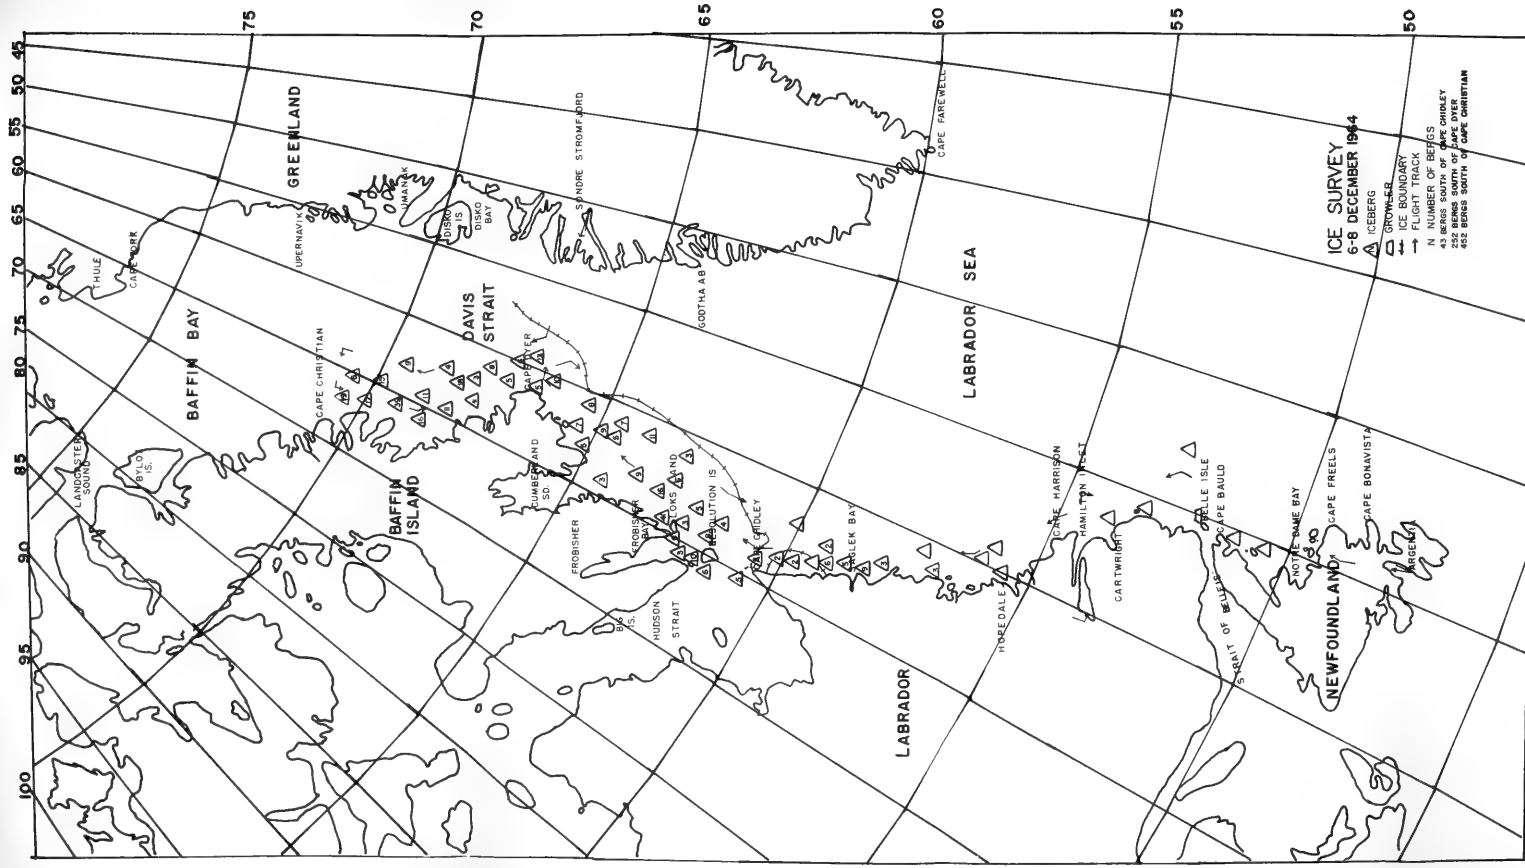 75
70
65
60
55
50
45
50
55
60
65
70
75
80
85
90
95
100
GREENLAND
UMANAK
UPERNAVIK
DISKO
IS
DISKO
BAY
SONDRE STROMFJORD
CAPE FAREWELL
THULE
CAPE YORK
GODTHAAB
BAFFIN BAY
DAVIS
STRAIT
LABRADOR SEA
CAPE CHRISTIAN
CAPE DYER
LANDCASTER
SOUND
BYLO
IS.
BAFFIN
ISLAND
CUMBERLAND
SD.
FROBISHER
FROBISHER
BAY
LOKS LAND
RESOLUTION IS
CAPE CHIDLEY
BIG
IS.
HUDSON
STRAIT
SAGLEK BAY
HOPEDALE
CAPE HARRISON
HAMILTON INLET
CARTWRIGHT
BELLE ISLE
CAPE BAULD
STRAIT OF BELLE IS
NOTRE DAME BAY
CAPE FREELS
CAPE BONAVISTA
ARGENTIA
NEWFOUNDLAND
LABRADOR
ICE SURVEY
6-8 DECEMBER 1964
ICEBERG
GROWLER
ICE BOUNDARY
FLIGHT TRACK
N NUMBER OF BERGS
43 BERGS SOUTH OF CAPE CHIDLEY
252 BERGS SOUTH OF CAPE DYER
452 BERGS SOUTH OF CAPE CHRISTIAN